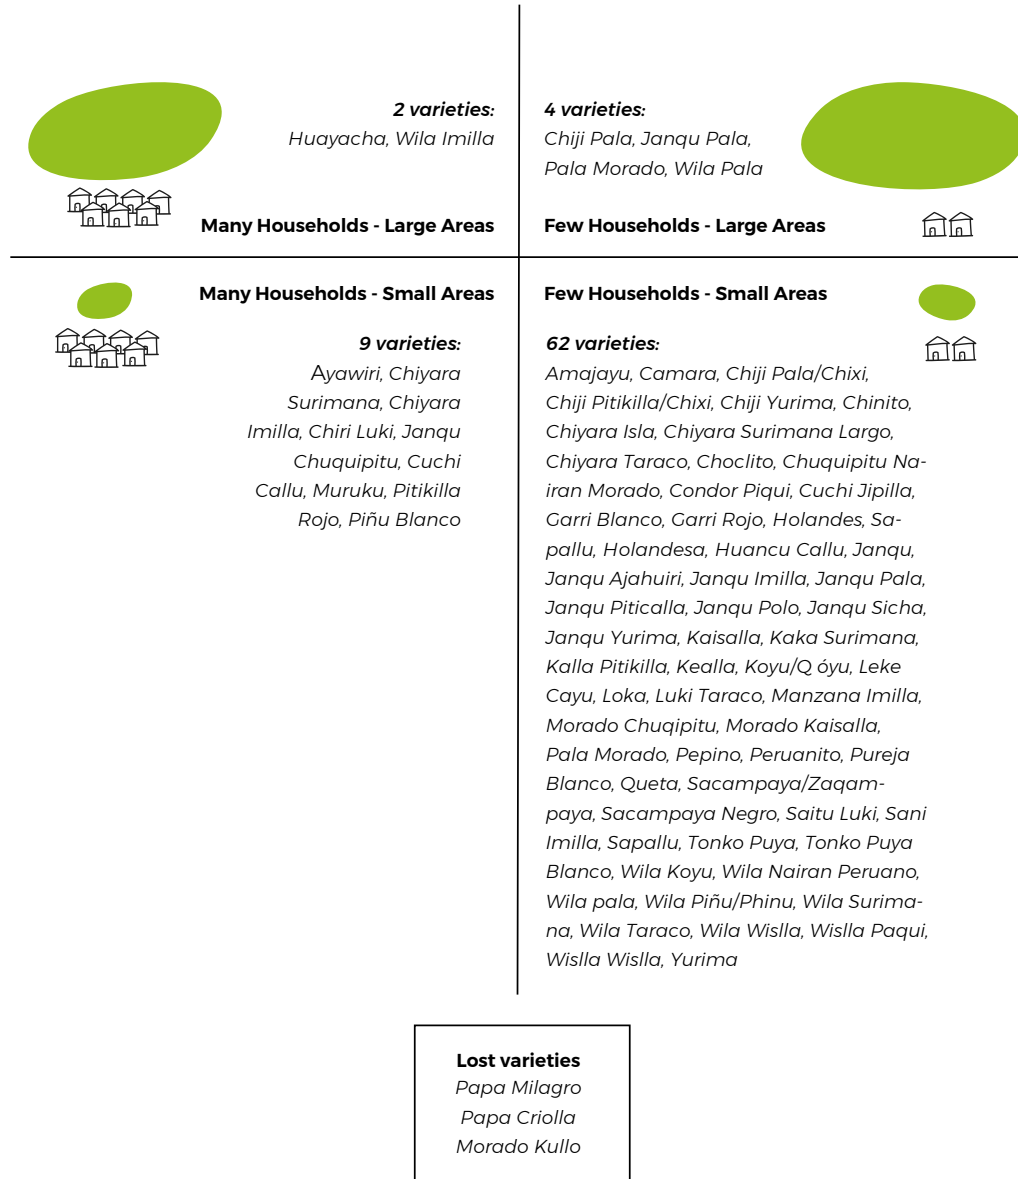 2 varieties:
Huayacha, Wila Imilla
Many Households - Large Areas
4 varieties:
Chiji Pala, Janqu Pala,
Pala Morado, Wila Pala
Few Households - Large Areas
Many Households - Small Areas
9 varieties:
Ayawiri, Chiyara
Surimana, Chiyara
Imilla, Chiri Luki, Janqu
Chuquipitu, Cuchi
Callu, Muruku, Pitikilla
Rojo, Piñu Blanco
Few Households - Small Areas
62 varieties:
Amajayu, Camara, Chiji Pala/Chixi,
Chiji Pitikilla/Chixi, Chiji Yurima, Chinito,
Chiyara Isla, Chiyara Surimana Largo,
Chiyara Taraco, Choclito, Chuquipitu Na-
iran Morado, Condor Piqui, Cuchi Jipilla,
Garri Blanco, Garri Rojo, Holandes, Sa-
pallu, Holandesa, Huancu Callu, Janqu,
Janqu Ajahuiri, Janqu Imilla, Janqu Pala,
Janqu Piticalla, Janqu Polo, Janqu Sicha,
Janqu Yurima, Kaisalla, Kaka Surimana,
Kalla Pitikilla, Kealla, Koyu/Q óyu, Leke
Cayu, Loka, Luki Taraco, Manzana Imilla,
Morado Chuqipitu, Morado Kaisalla,
Pala Morado, Pepino, Peruanito, Pureja
Blanco, Queta, Sacampaya/Zaqam-
paya, Sacampaya Negro, Saitu Luki, Sani
Imilla, Sapallu, Tonko Puya, Tonko Puya
Blanco, Wila Koyu, Wila Nairan Peruano,
Wila pala, Wila Piñu/Phinu, Wila Surima-
na, Wila Taraco, Wila Wislla, Wislla Paqui,
Wislla Wislla, Yurima
Lost varieties
Papa Milagro
Papa Criolla
Morado Kullo